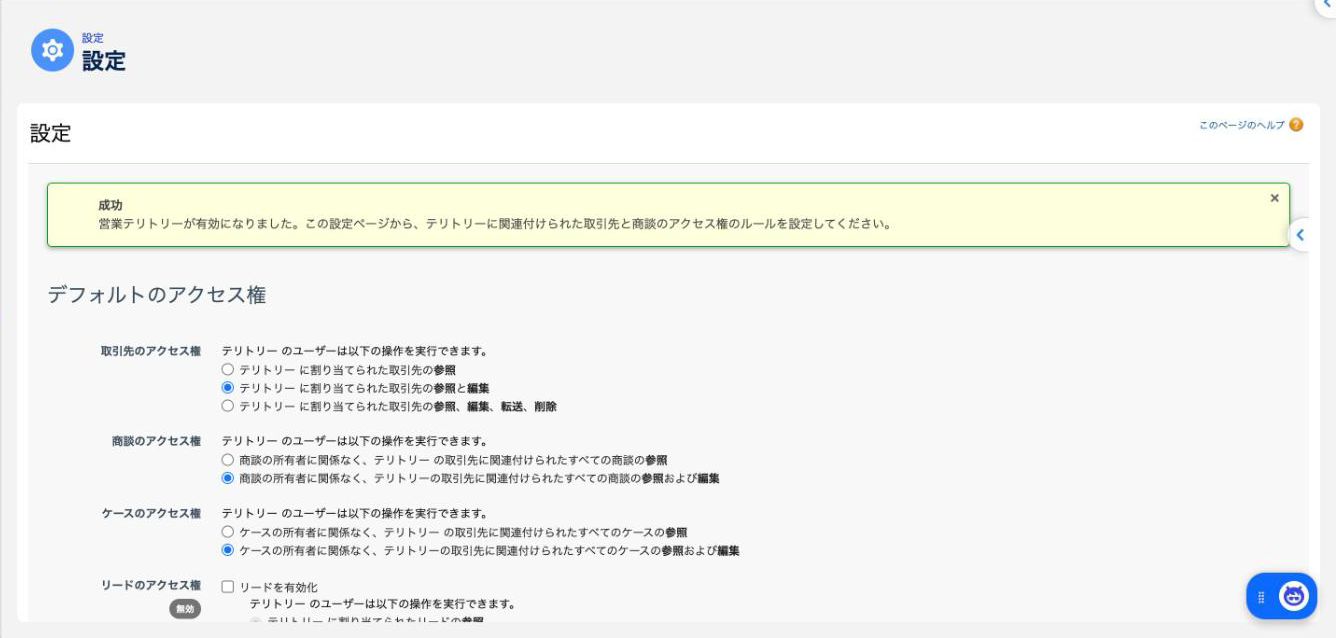 設定
設定
設定
このページのヘルプ
成功
営業テリトリーが有効になりました。この設定ページから、テリトリーに関連付けられた取引先と商談のアクセス権のルールを設定してください。
デフォルトのアクセス権
取引先のアクセス権 テリトリー のユーザーは以下の操作を実行できます。
テリトリー に割り当てられた取引先の参照
テリトリー に割り当てられた取引先の参照と編集
テリトリー に割り当てられた取引先の参照、編集、転送、削除
商談のアクセス権 テリトリー のユーザーは以下の操作を実行できます。
商談の所有者に関係なく、テリトリー の取引先に関連付けられたすべての商談の参照
商談の所有者に関係なく、テリトリーの取引先に関連付けられたすべての商談の参照および編集
ケースのアクセス権 テリトリー のユーザーは以下の操作を実行できます。
ケースの所有者に関係なく、テリトリー の取引先に関連付けられたすべてのケースの参照
ケースの所有者に関係なく、テリトリーの取引先に関連付けられたすべてのケースの参照および編集
リードのアクセス権 リードを有効化
無効 テリトリー のユーザーは以下の操作を実行できます。
テリトリー に割り当てられたリードの参照